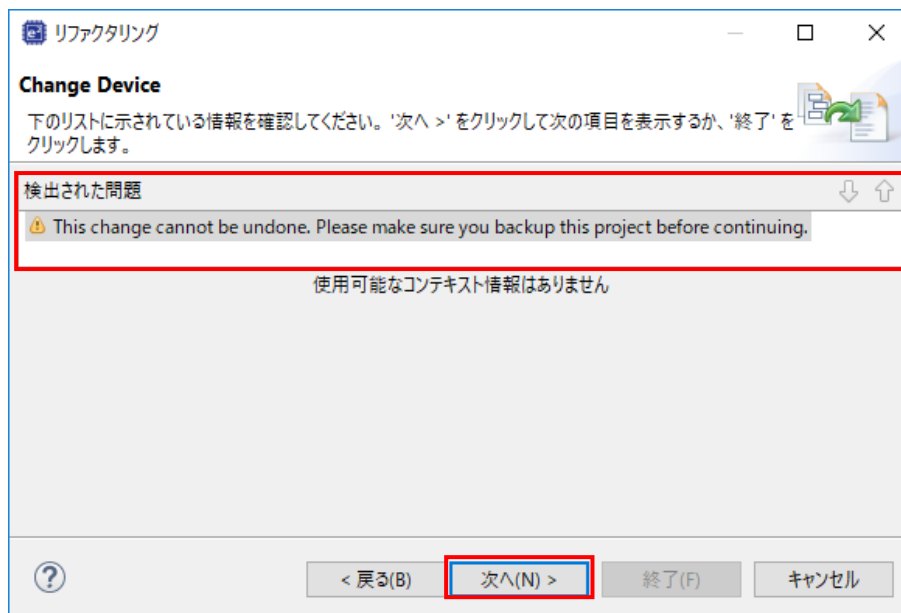 リファクタリング
Change Device
下のリストに示されている情報を確認してください。'次へ >' をクリックして次の項目を表示するか、'終了' を
クリックします。
検出された問題
This change cannot be undone. Please make sure you backup this project before continuing.
使用可能なコンテキスト情報はありません
< 戻る(B) 次へ(N) > 終了(F) キャンセル